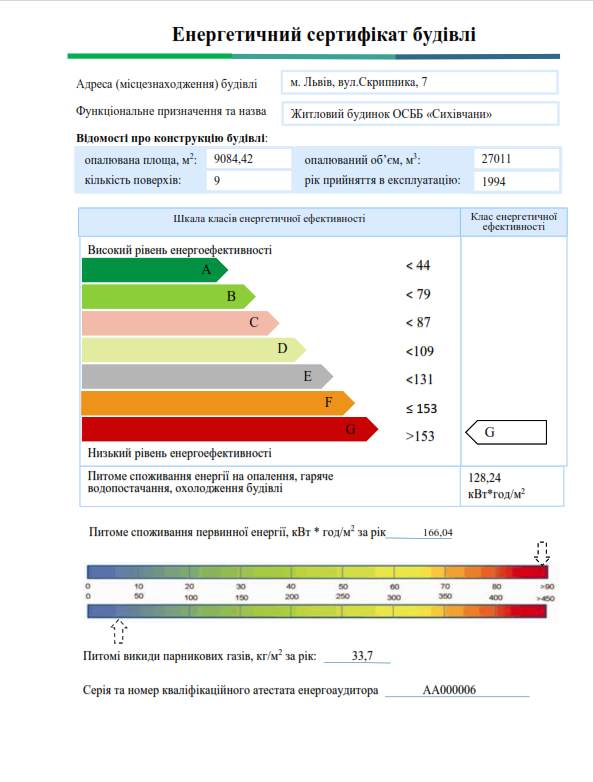 Енергетичний сертифікат будівлі
Адреса (місцезнаходження) будівлі
м. Львів, вул.Скрипника, 7
Функціональне призначення та назва
Житловий будинок ОСББ «Сихівчани»
Відомості про конструкцію будівлі:
опалювана площа, м²: 9084,42 опалюваний об’єм, м³: 27011
кількість поверхів: 9 рік прийняття в експлуатацію: 1994
Шкала класів енергетичної ефективності
Клас енергетичної
ефективності
Високий рівень енергоефективності
A < 44
B < 79
C < 87
D <109
E <131
F ≤ 153
G >153 G
Низький рівень енергоефективності
Питоме споживання енергії на опалення, гаряче
водопостачання, охолодження будівлі
128,24
кВт*год/м²
Питоме споживання первинної енергії, кВт * год/м² за рік 166,04
0 10 20 30 40 50 60 70 80 >90
0 50 100 150 200 250 300 350 400 >450
Питомі викиди парникових газів, кг/м² за рік: 33,7
Серія та номер кваліфікаційного атестата енергоаудитора АА000006